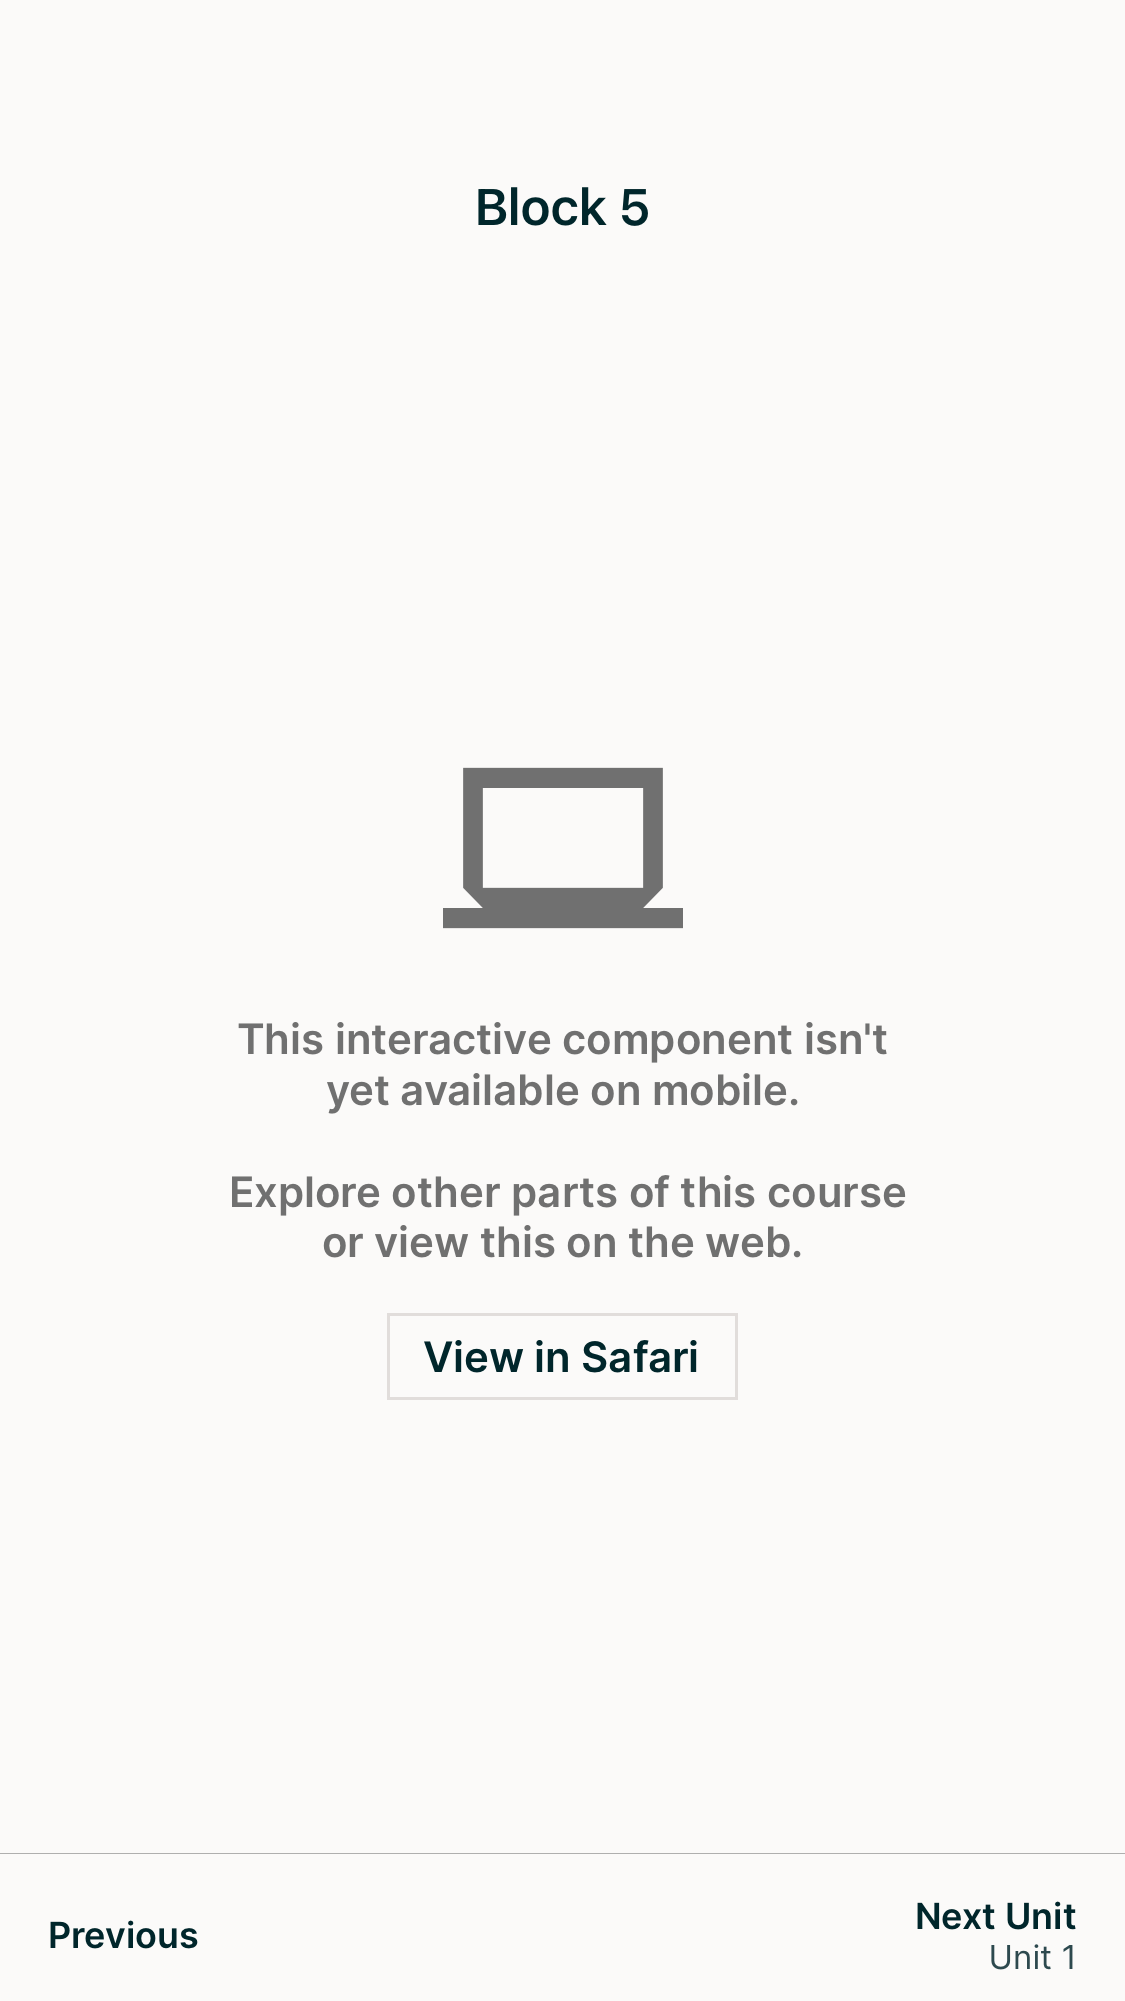 Block 5
This interactive component isn't
yet available on mobile.
Explore other parts of this course
or view this on the web.
View in Safari
Previous
Next Unit
Unit 1